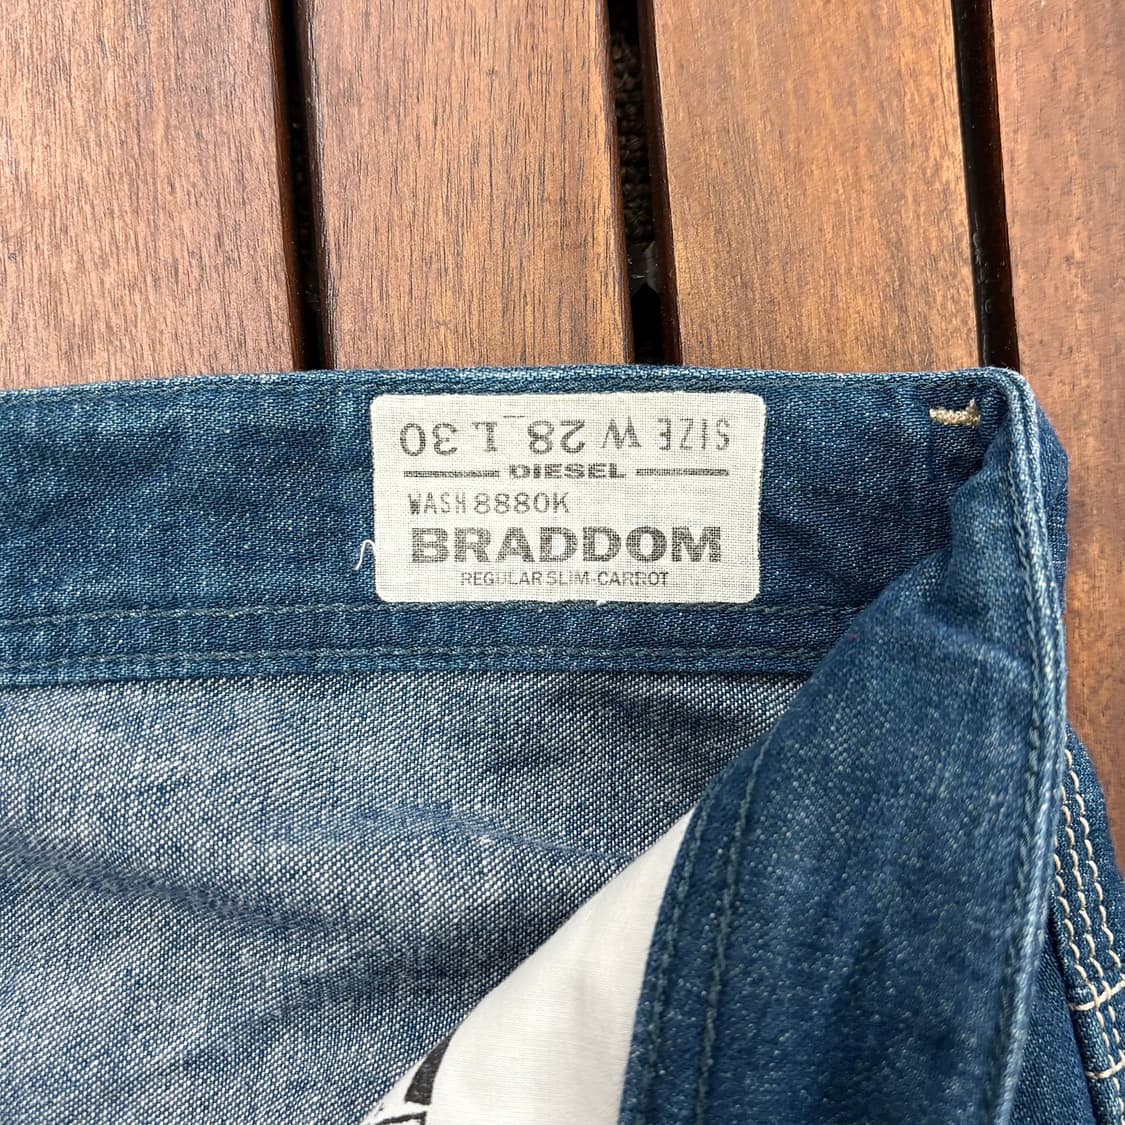 SIZE W 28 L 30
DIESEL
WASH 8880K
BRADDOM
REGULAR SLIM-CARROT